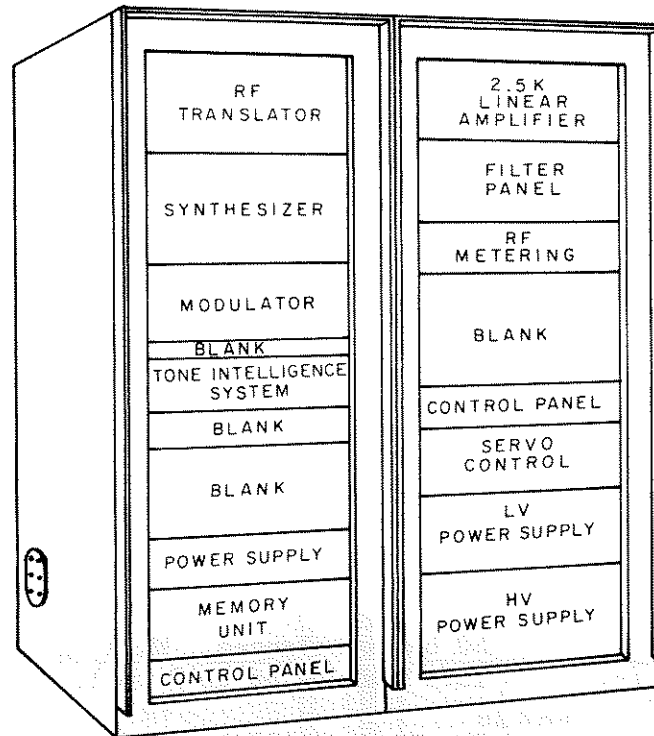 RF
TRANSLATOR
SYNTHESIZER
MODULATOR
BLANK
TONE INTELLIGENCE
SYSTEM
BLANK
BLANK
POWER SUPPLY
MEMORY
UNIT
CONTROL PANEL
2.5K
LINEAR
AMPLIFIER
FILTER
PANEL
RF
METERING
BLANK
CONTROL PANEL
SERVO
CONTROL
LV
POWER SUPPLY
HV
POWER SUPPLY